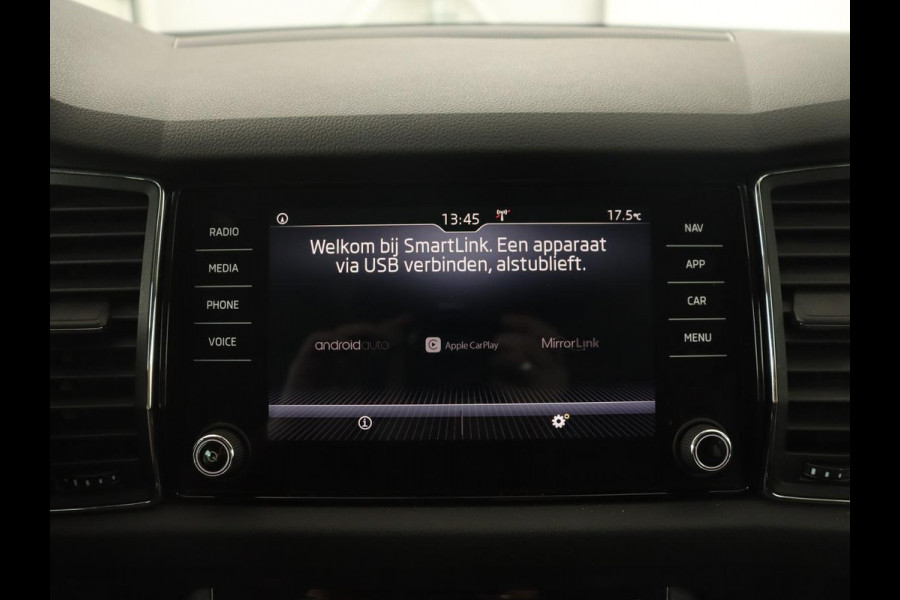 13:45
17.5°C
Welkom bij SmartLink. Een apparaat
via USB verbinden, alstublieft.
androidauto
Apple CarPlay
MirrorLink
RADIO
MEDIA
PHONE
VOICE
NAV
APP
CAR
MENU